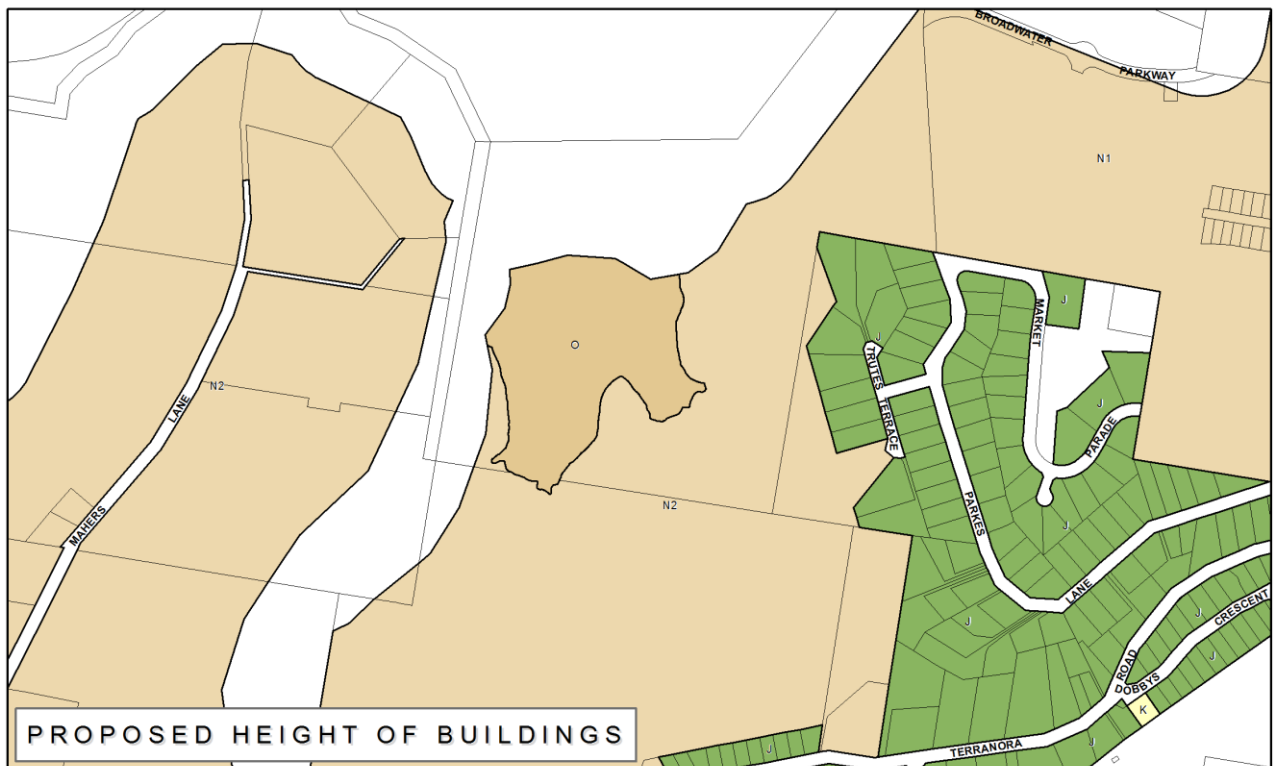 BROADWATER
PARKWAY
N1
MARKET
J
J
TRUTES TERRACE
O
N2
LANE
J
PARADE
MAHERS
N2
PARKES
J
LANE
J
J
CRESCENT
J
ROAD
DOBBYS
K
PROPOSED HEIGHT OF BUILDINGS
J
TERRANORA
J